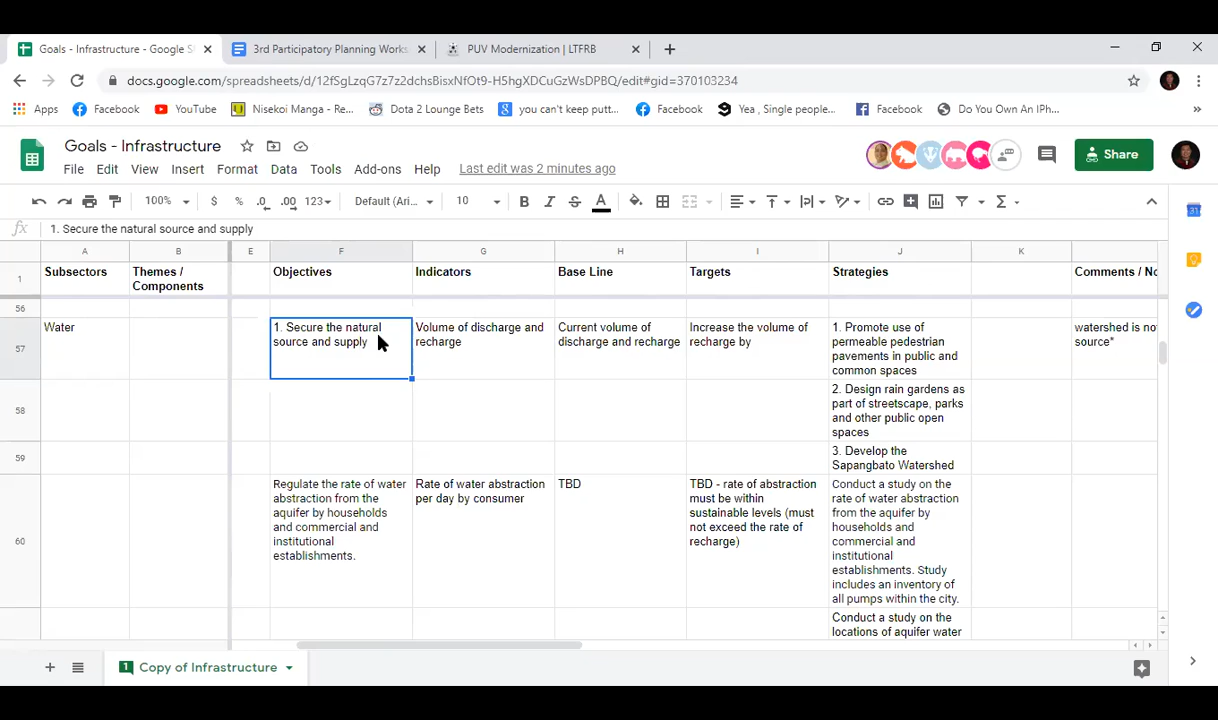 Goals - Infrastructure - Google S
3rd Participatory Planning Works
PUV Modernization | LTFRB
docs.google.com/spreadsheets/d/12fSgLzqG7z7z2dchsBisxNfOt9-H5hgXDCuGzWsDPBQ/edit#gid=370103234
Apps
Facebook
YouTube
Nisekoi Manga - Re...
Dota 2 Lounge Bets
you can't keep putt...
Facebook
Yea , Single people...
Facebook
Do You Own An IPh...
Goals - Infrastructure
Share
File Edit View Insert Format Data Tools Add-ons Help Last edit was 2 minutes ago
100% $ % .0 .00 123 Default (Ari... 10 B I S A
fx 1. Secure the natural source and supply
A B E F G H I J K
1 Subsectors
Themes /
Components
Objectives
Indicators
Base Line
Targets
Strategies
Comments / No
56
57
Water
1. Secure the natural
source and supply
Volume of discharge and
recharge
Current volume of
discharge and recharge
Increase the volume of
recharge by
1. Promote use of
permeable pedestrian
pavements in public and
common spaces
watershed is no
source"
58
2. Design rain gardens as
part of streetscape, parks
and other public open
spaces
59
3. Develop the
Sapangbato Watershed
60
Regulate the rate of water
abstraction from the
aquifer by households
and commercial and
institutional
establishments.
Rate of water abstraction
per day by consumer
TBD
TBD - rate of abstraction
must be within
sustainable levels (must
not exceed the rate of
recharge)
Conduct a study on the
rate of water abstraction
from the aquifer by
households and
commercial and
institutional
establishments. Study
includes an inventory of
all pumps within the city.
Conduct a study on the
locations of aquifer water
1 Copy of Infrastructure
31